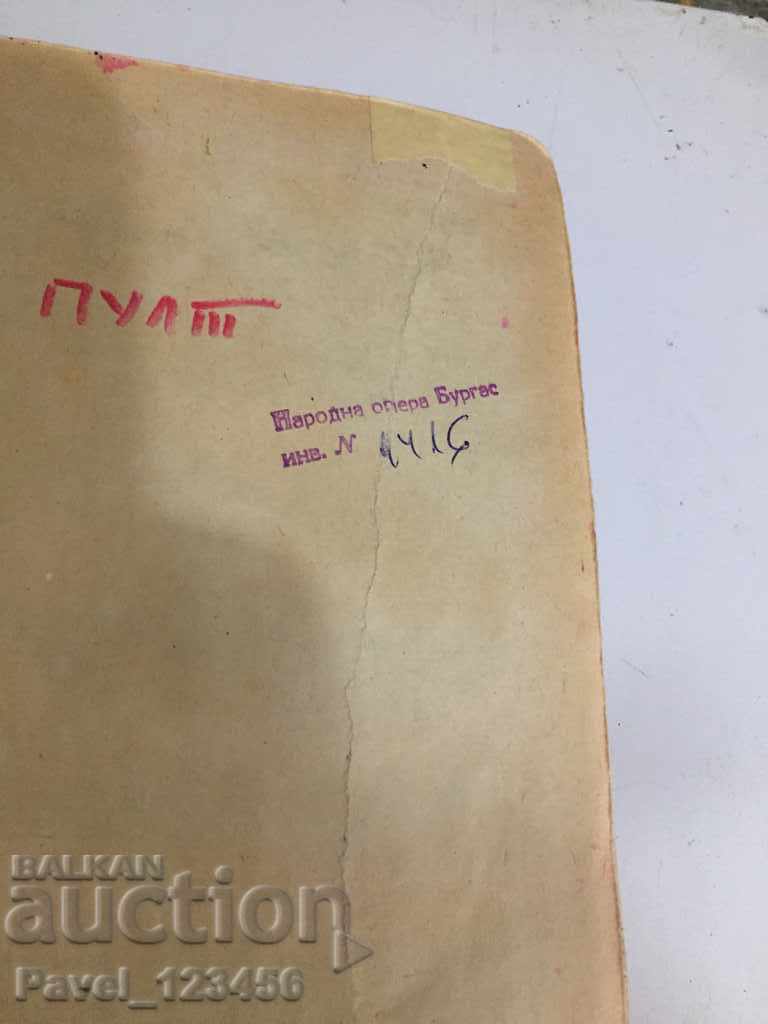 ПУЛТ
Народна опера Бургас
инв. N 1416
BALKAN
auction
Pavel_123456